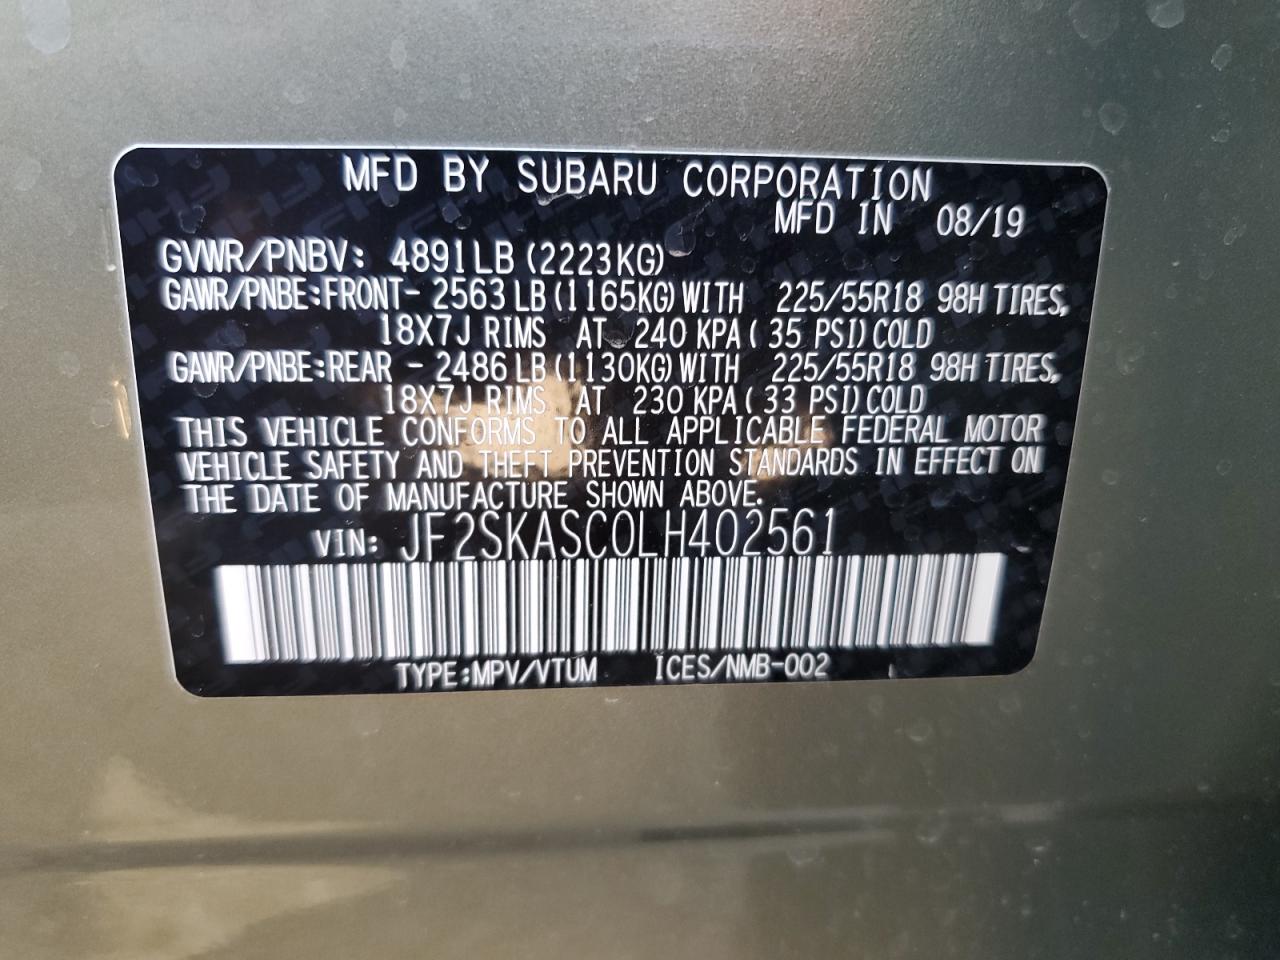 MFD BY SUBARU CORPORATION
MFD IN 08/19
GVWR/PNBV: 4891LB (2223KG)
GAWR/PNBE:FRONT- 2563 LB (1165KG) WITH 225/55R18 98H TIRES,
18X7J RIMS AT 240 KPA ( 35 PSI) COLD
GAWR/PNBE:REAR - 2486 LB (1130KG) WITH 225/55R18 98H TIRES,
18X7J RIMS AT 230 KPA ( 33 PSI) COLD
THIS VEHICLE CONFORMS TO ALL APPLICABLE FEDERAL MOTOR
VEHICLE SAFETY AND THEFT PREVENTION STANDARDS IN EFFECT ON
THE DATE OF MANUFACTURE SHOWN ABOVE.
VIN: JF2SKASC0LH402561
TYPE:MPV/VTUM ICES/NMB-002